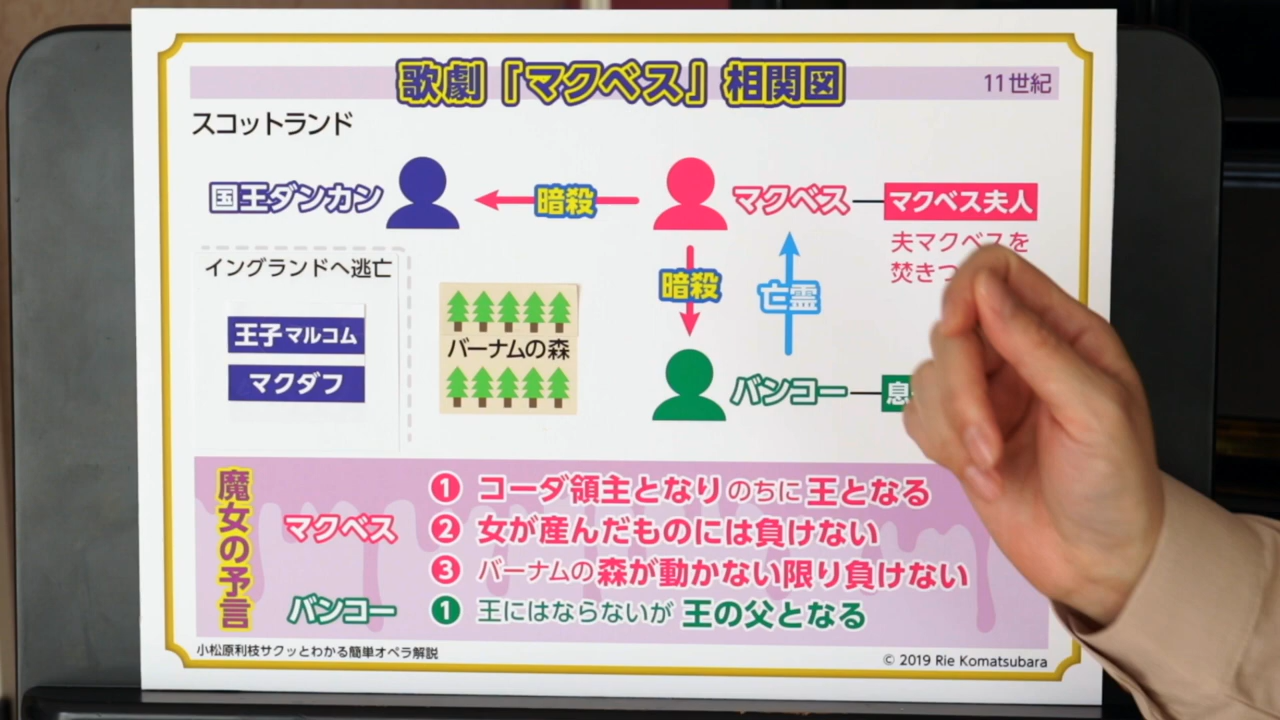 歌劇「マクベス」相関図
11世紀
スコットランド
国王ダンカン
暗殺
マクベス
マクベス夫人
夫マクベスを
焚きつ
イングランドへ逃亡
王子マルコム
マクダフ
バーナムの森
暗殺
亡霊
バンコー
息
魔女の予言
マクベス
❶ コーダ領主となりのちに王となる
❷ 女が産んだものには負けない
❸ バーナムの森が動かない限り負けない
バンコー
❶ 王にはならないが王の父となる
小松原利枝サクッとわかる簡単オペラ解説
© 2019 Rie Komatsubara